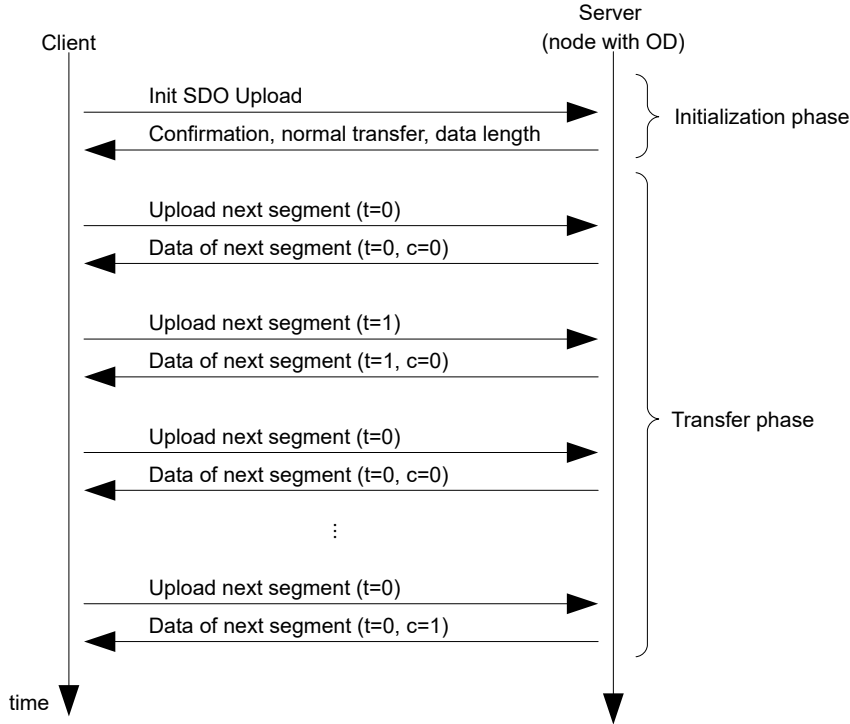 Server
(node with OD)
Client
Init SDO Upload
Initialization phase
Confirmation, normal transfer, data length
Upload next segment (t=0)
Data of next segment (t=0, c=0)
Upload next segment (t=1)
Data of next segment (t=1, c=0)
Transfer phase
Upload next segment (t=0)
Data of next segment (t=0, c=0)
...
Upload next segment (t=0)
Data of next segment (t=0, c=1)
time